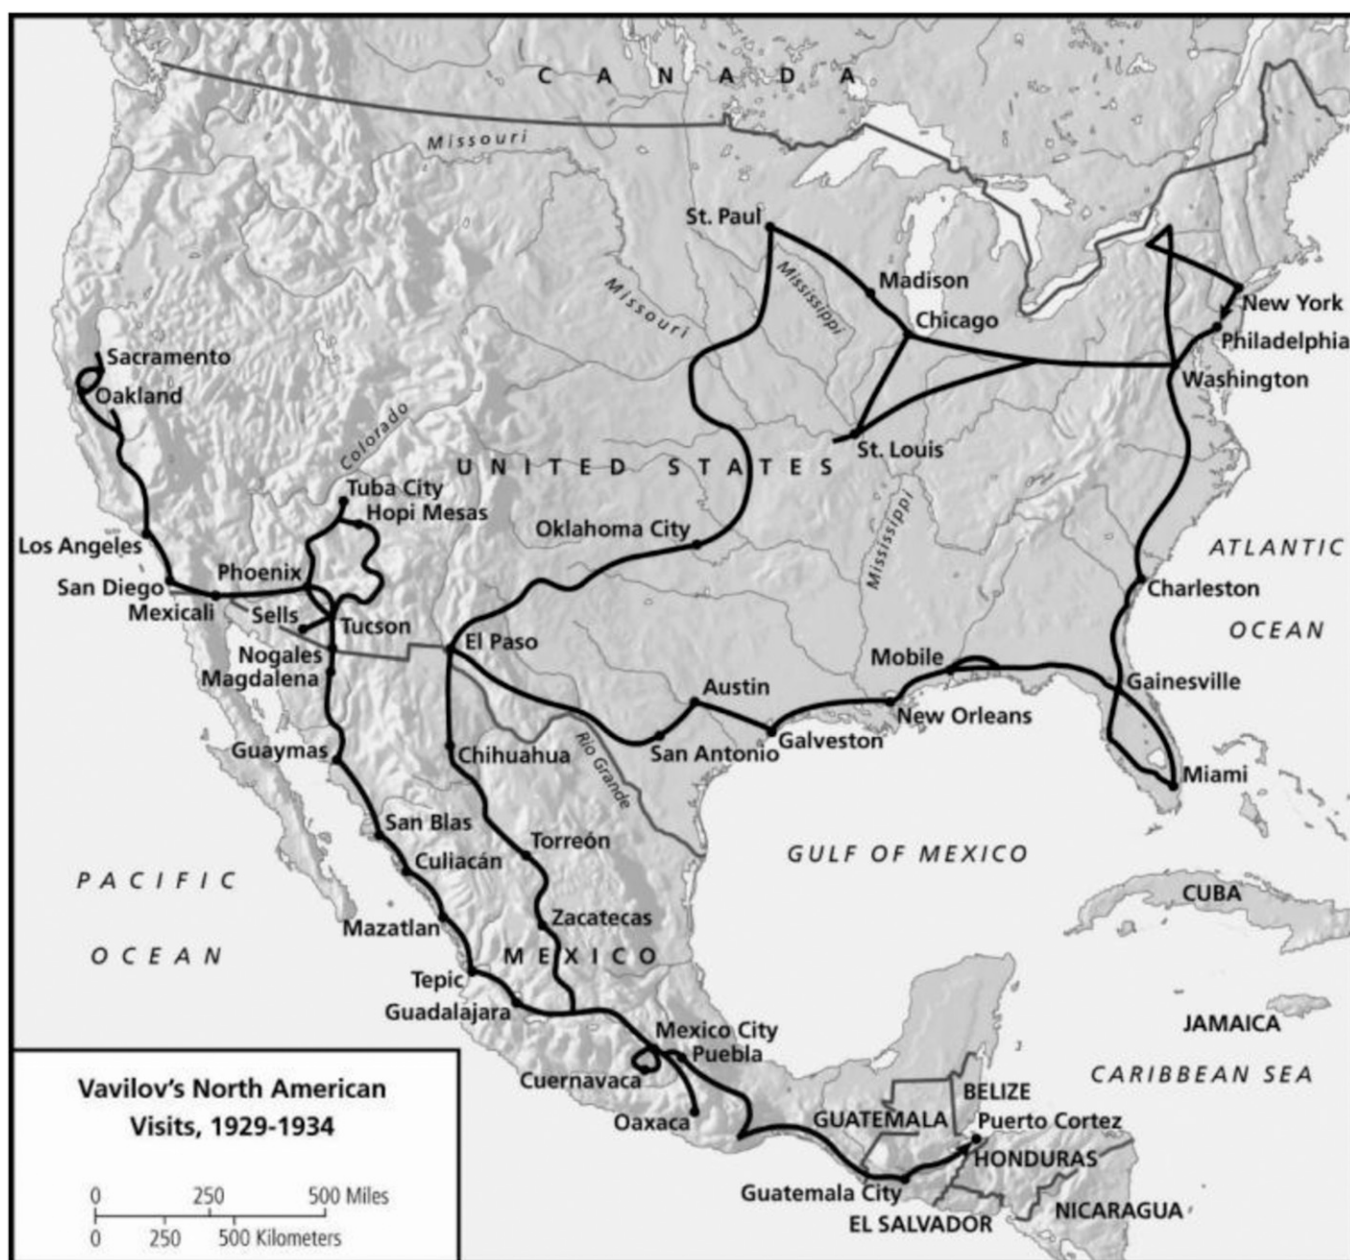 C A N A D A
Missouri
St. Paul
Mississippi
Madison
Missouri
New York
Chicago
Philadelphia
Sacramento
Washington
Oakland
Colorado
St. Louis
U N I T E D S T A T E S
Tuba City
Hopi Mesas
Mississippi
Oklahoma City
Los Angeles
ATLANTIC
OCEAN
Phoenix
San Diego
Charleston
Mexicali
Sells
Tucson
El Paso
Nogales
Mobile
Magdalena
Gainesville
Austin
New Orleans
Galveston
Guaymas
Chihuahua
San Antonio
Rio Grande
Miami
San Blas
Torreón
GULF OF MEXICO
Culiacán
PACIFIC
OCEAN
CUBA
Zacatecas
Mazatlan
M E X I C O
Tepic
Guadalajara
JAMAICA
Mexico City
Puebla
CARIBBEAN SEA
Cuernavaca
BELIZE
Oaxaca
GUATEMALA
Puerto Cortez
HONDURAS
Guatemala City
NICARAGUA
EL SALVADOR
Vavilov's North American
Visits, 1929-1934
0 250 500 Miles
0 250 500 Kilometers